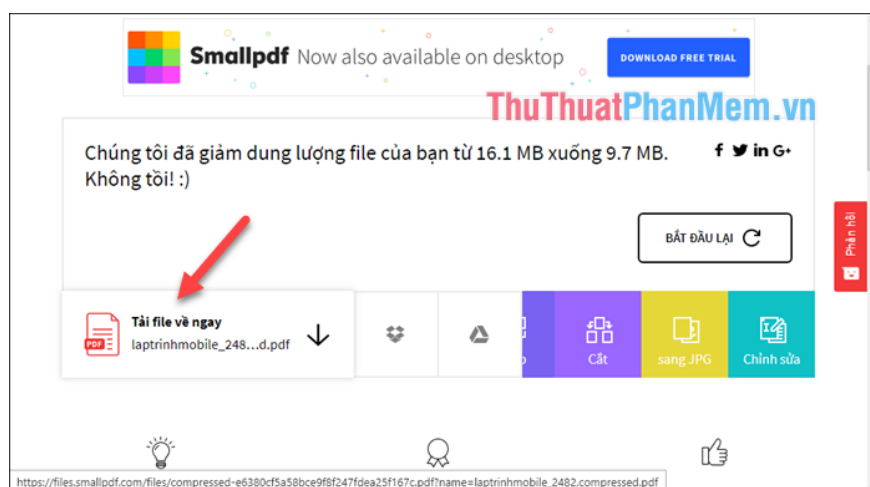 Smallpdf Now also available on desktop
DOWNLOAD FREE TRIAL
ThuThuatPhanMem.vn
Chúng tôi đã giảm dung lượng file của bạn từ 16.1 MB xuống 9.7 MB.
Không tồi! :)
f in G+
BẮT ĐẦU LẠI
Phản hồi
Tải file về ngay
PDF
laptrinhmobile_248...d.pdf
Cắt
sang JPG
Chỉnh sửa
https://files.smallpdf.com/files/compressed-e6380cf5a58bce9f8f247fdea25f167c.pdf?name=laptrinhmobile_2482.compressed.pdf